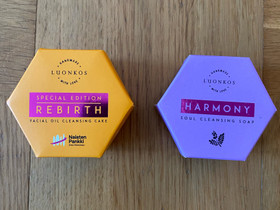 HANDMADE
LUONKOS
WITH LOVE
SPECIAL EDITION
REBIRTH
FACIAL OIL CLEANSING CAKE
Naisten
Pankki
HANDMADE
LUONKOS
WITH LOVE
HARMONY
SOUL CLEANSING SOAP